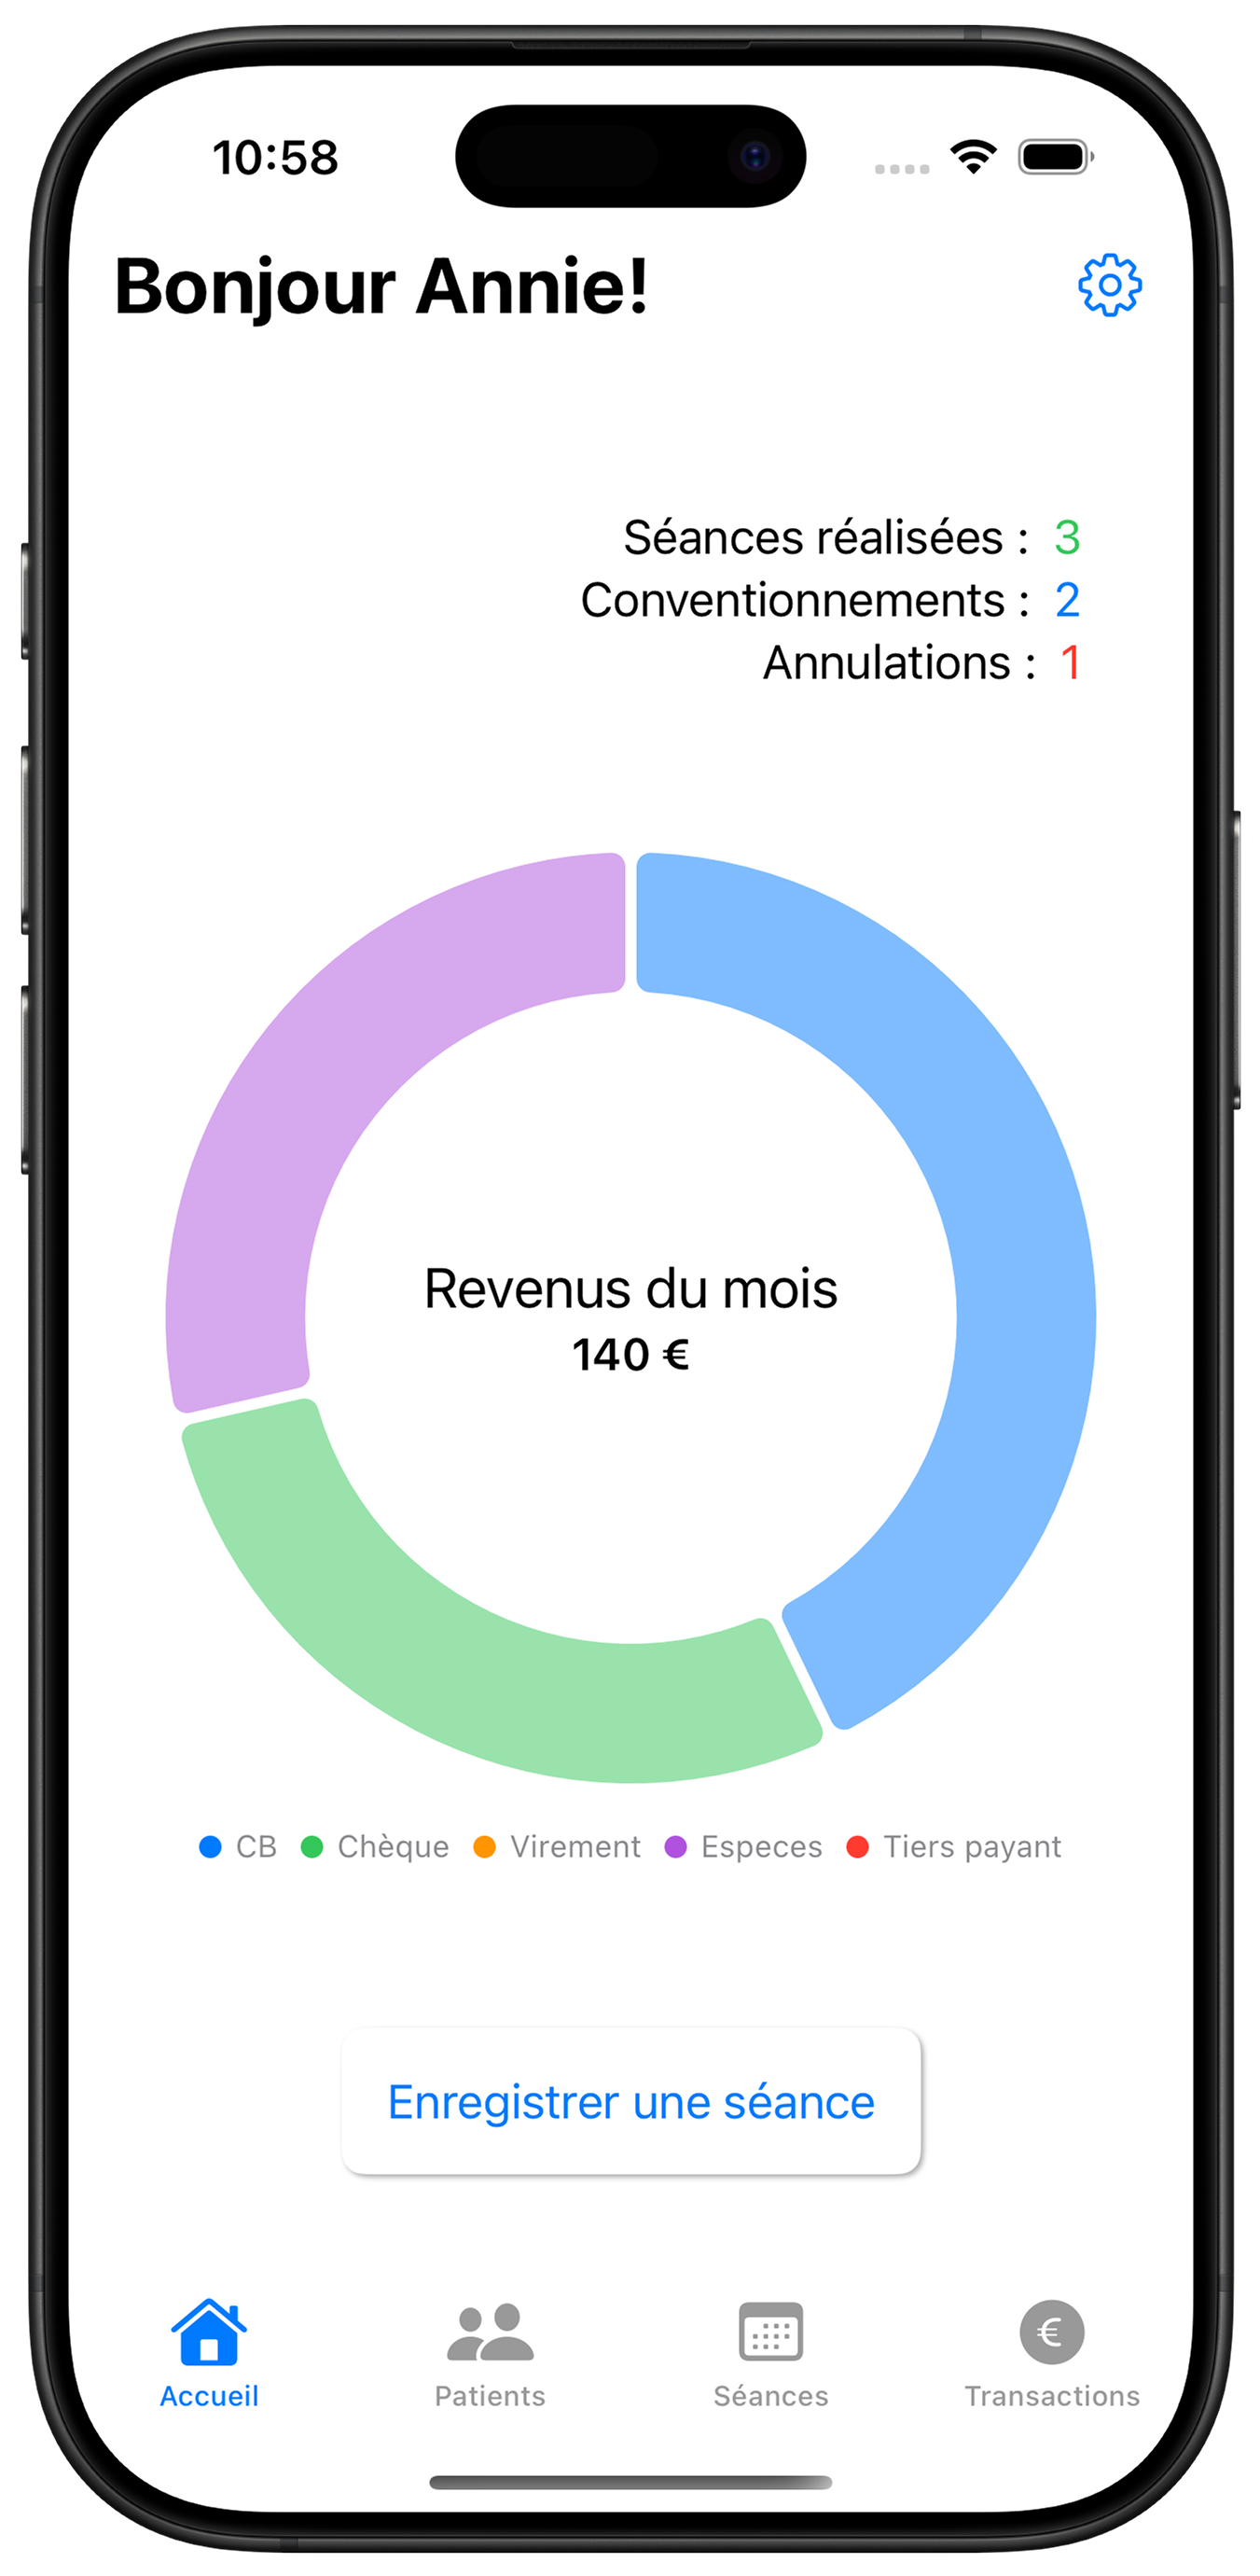 10:58
Bonjour Annie!
Séances réalisées : 3
Conventionnements : 2
Annulations : 1
Revenus du mois
140 €
CB Chèque Virement Especes Tiers payant
Enregistrer une séance
Accueil Patients Séances Transactions